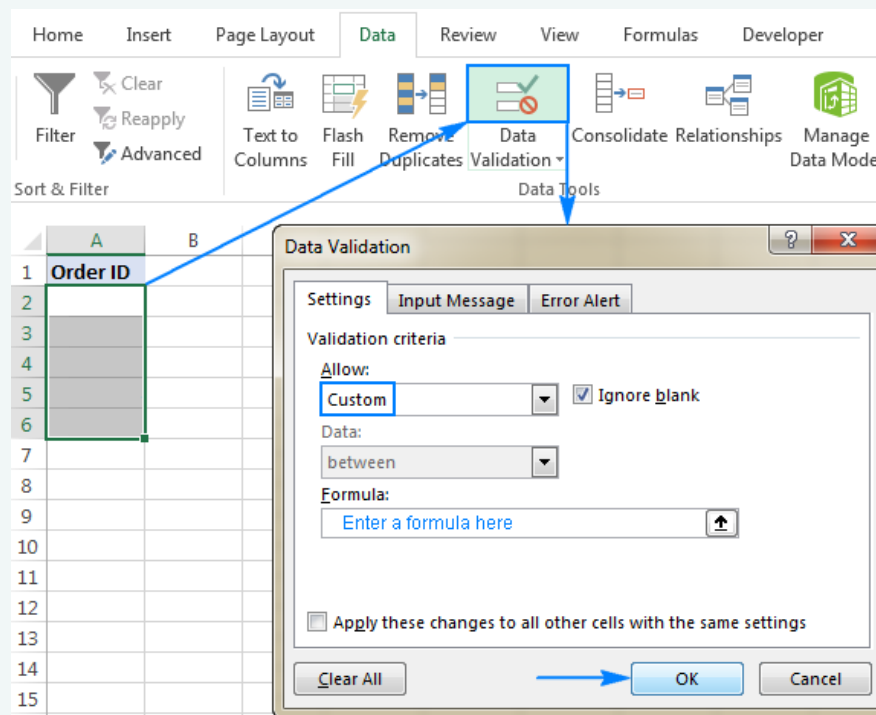 Home Insert Page Layout Data Review View Formulas Developer
Filter
Clear
Reapply
Advanced
Text to
Columns
Flash
Fill
Remove
Duplicates
Data
Validation
Consolidate
Relationships
Manage
Data Mode
Sort & Filter
Data Tools
A B
1 Order ID
2
3
4
5
6
7
8
9
10
11
12
13
14
15
Data Validation
?
X
Settings Input Message Error Alert
Validation criteria
Allow:
Custom
Ignore blank
Data:
between
Formula:
Enter a formula here
Apply these changes to all other cells with the same settings
Clear All OK Cancel